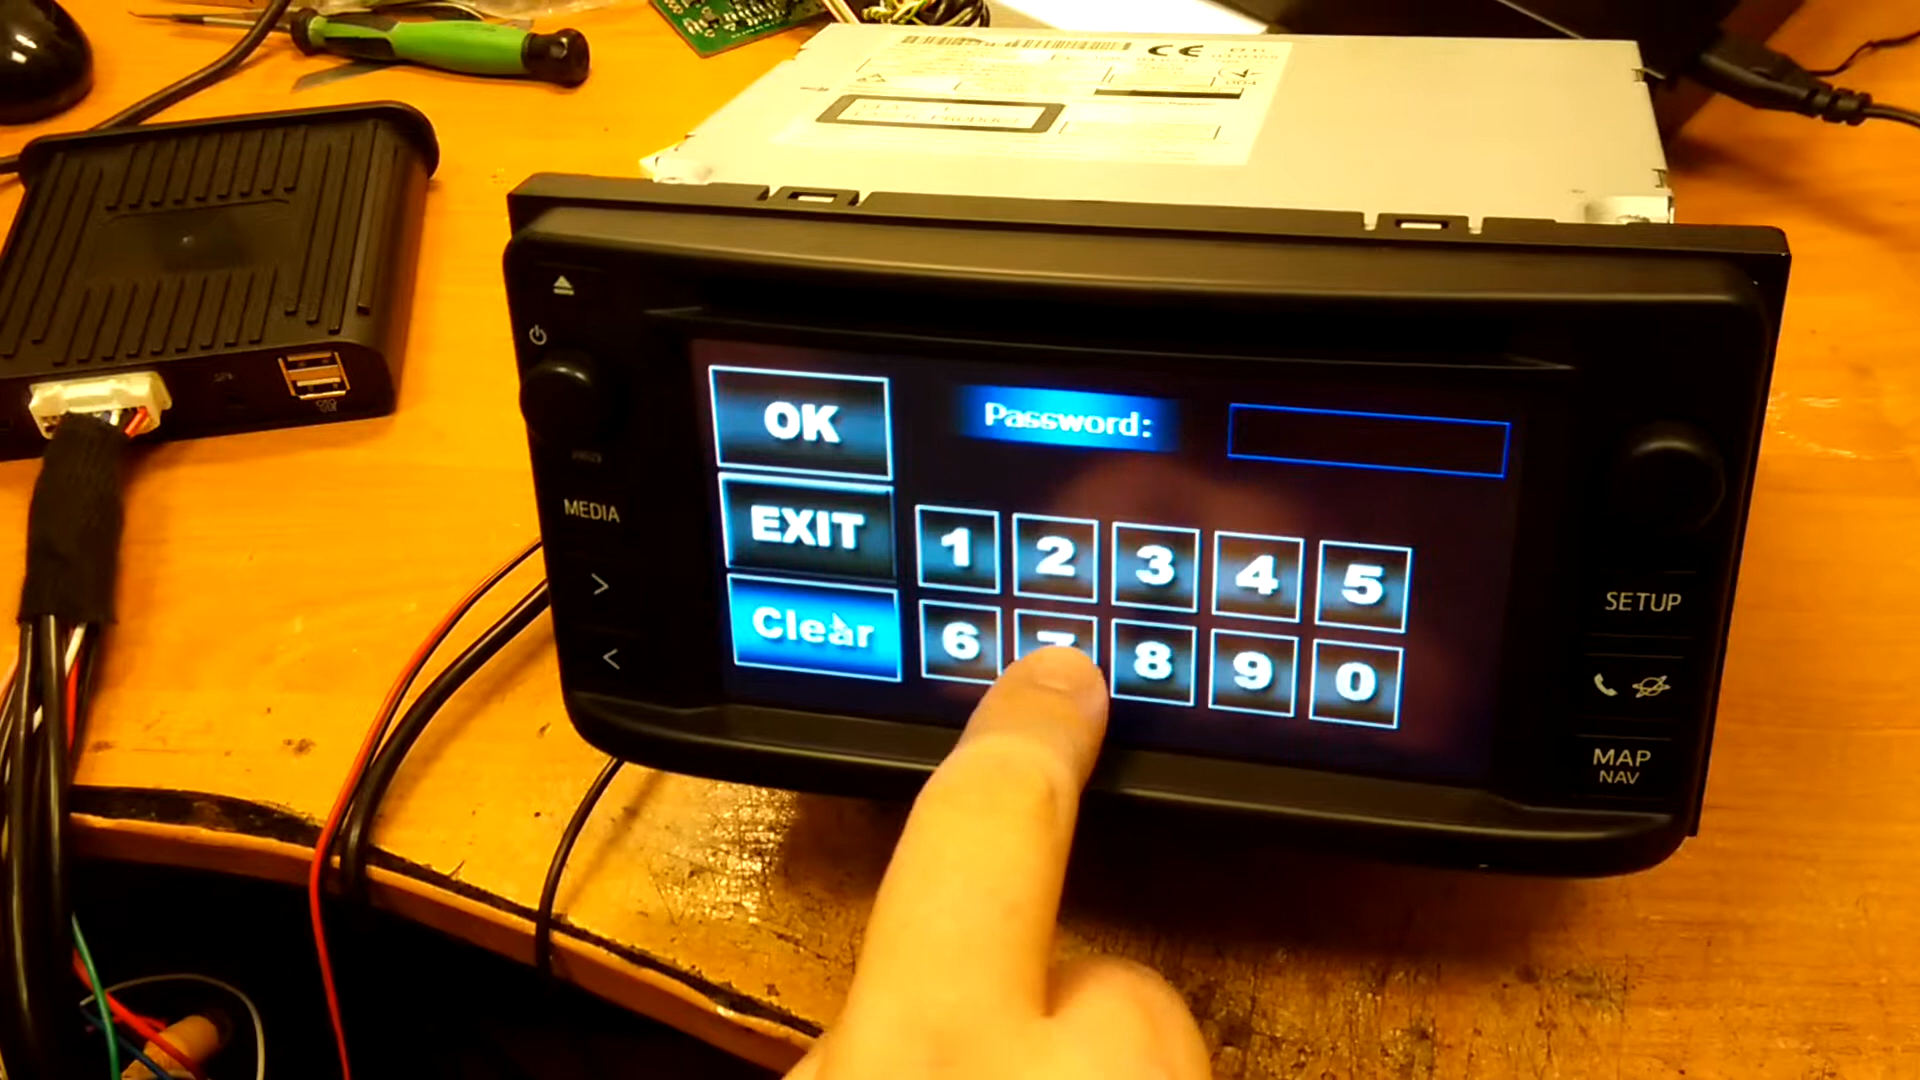 CE
OK
Password:
MEDIA
EXIT
1 2 3 4 5
Clear
6 7 8 9 0
SETUP
MAP
NAV